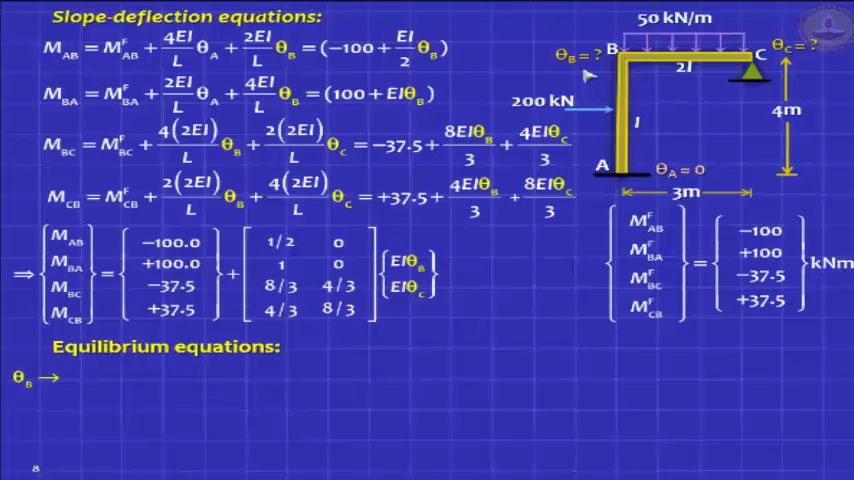 Slope-deflection equations:
M_AB = M^F_AB + 4EI/L θ_A + 2EI/L θ_B = (−100 + EI/2 θ_B)
M_BA = M^F_BA + 2EI/L θ_A + 4EI/L θ_B = (100 + EIθ_B)
M_BC = M^F_BC + 4(2EI)/L θ_B + 2(2EI)/L θ_C = −37.5 + 8EIθ_B/3 + 4EIθ_C/3
M_CB = M^F_CB + 2(2EI)/L θ_B + 4(2EI)/L θ_C = +37.5 + 4EIθ_B/3 + 8EIθ_C/3
⇒ {M_AB M_BA M_BC M_CB} = {−100.0 +100.0 −37.5 +37.5} + [1/2 0 1 0 8/3 4/3 4/3 8/3] {EIθ_B EIθ_C}
Equilibrium equations:
θ_B →
8
50 kN/m
θ_B = ?
B
C
θ_C = ?
2I
200 kN
I
4m
A
θ_A = 0
3m
{M^F_AB M^F_BA M^F_BC M^F_CB} = {−100 +100 −37.5 +37.5} kNm